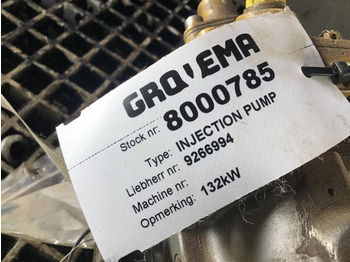 GRO'EMA
Stock nr: 8000785
Type: INJECTION PUMP
Liebherr nr: 9266994
Machine nr:
Opmerking: 132kW